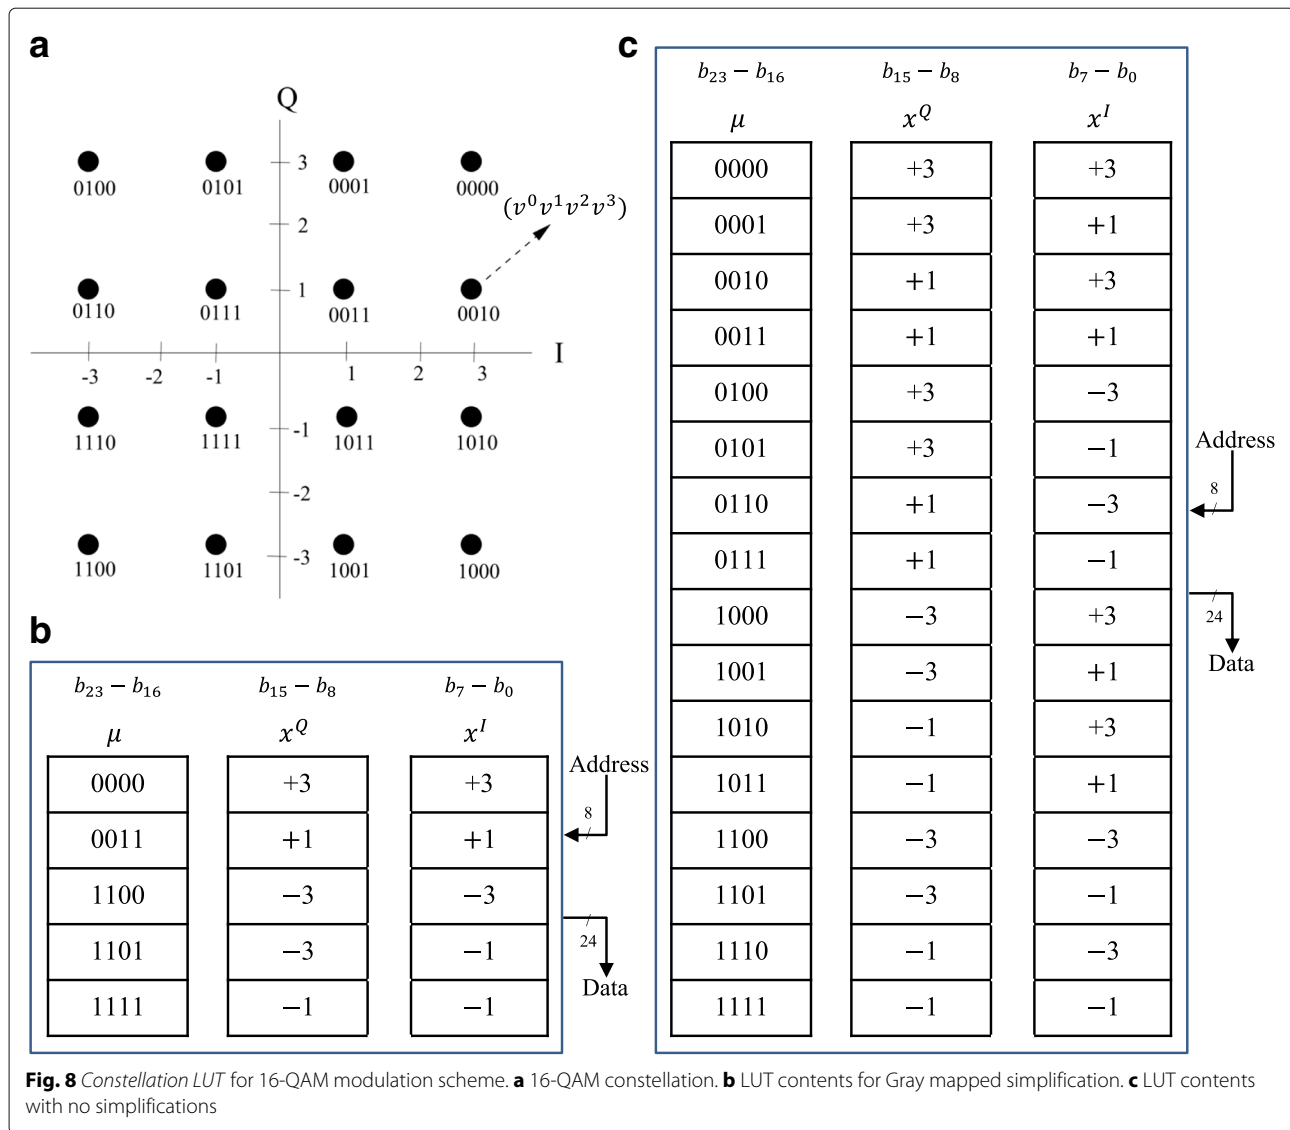 a
Q
3
0100 0101 0001 0000
2
(v⁰v¹v²v³)
1
0110 0111 0011 0010
I
-3 -2 -1 1 2 3
-1
1110 1111 1011 1010
-2
-3
1100 1101 1001 1000
b
b₂₃ − b₁₆ b₁₅ − b₈ b₇ − b₀
μ x^Q x^I
0000 +3 +3
0011 +1 +1
1100 −3 −3
1101 −3 −1
1111 −1 −1
Address
8
24
Data
c
b₂₃ − b₁₆ b₁₅ − b₈ b₇ − b₀
μ x^Q x^I
0000 +3 +3
0001 +3 +1
0010 +1 +3
0011 +1 +1
0100 +3 −3
0101 +3 −1
0110 +1 −3
0111 +1 −1
1000 −3 +3
1001 −3 +1
1010 −1 +3
1011 −1 +1
1100 −3 −3
1101 −3 −1
1110 −1 −3
1111 −1 −1
Address
8
24
Data
Fig. 8 Constellation LUT for 16-QAM modulation scheme. a 16-QAM constellation. b LUT contents for Gray mapped simplification. c LUT contents
with no simplifications